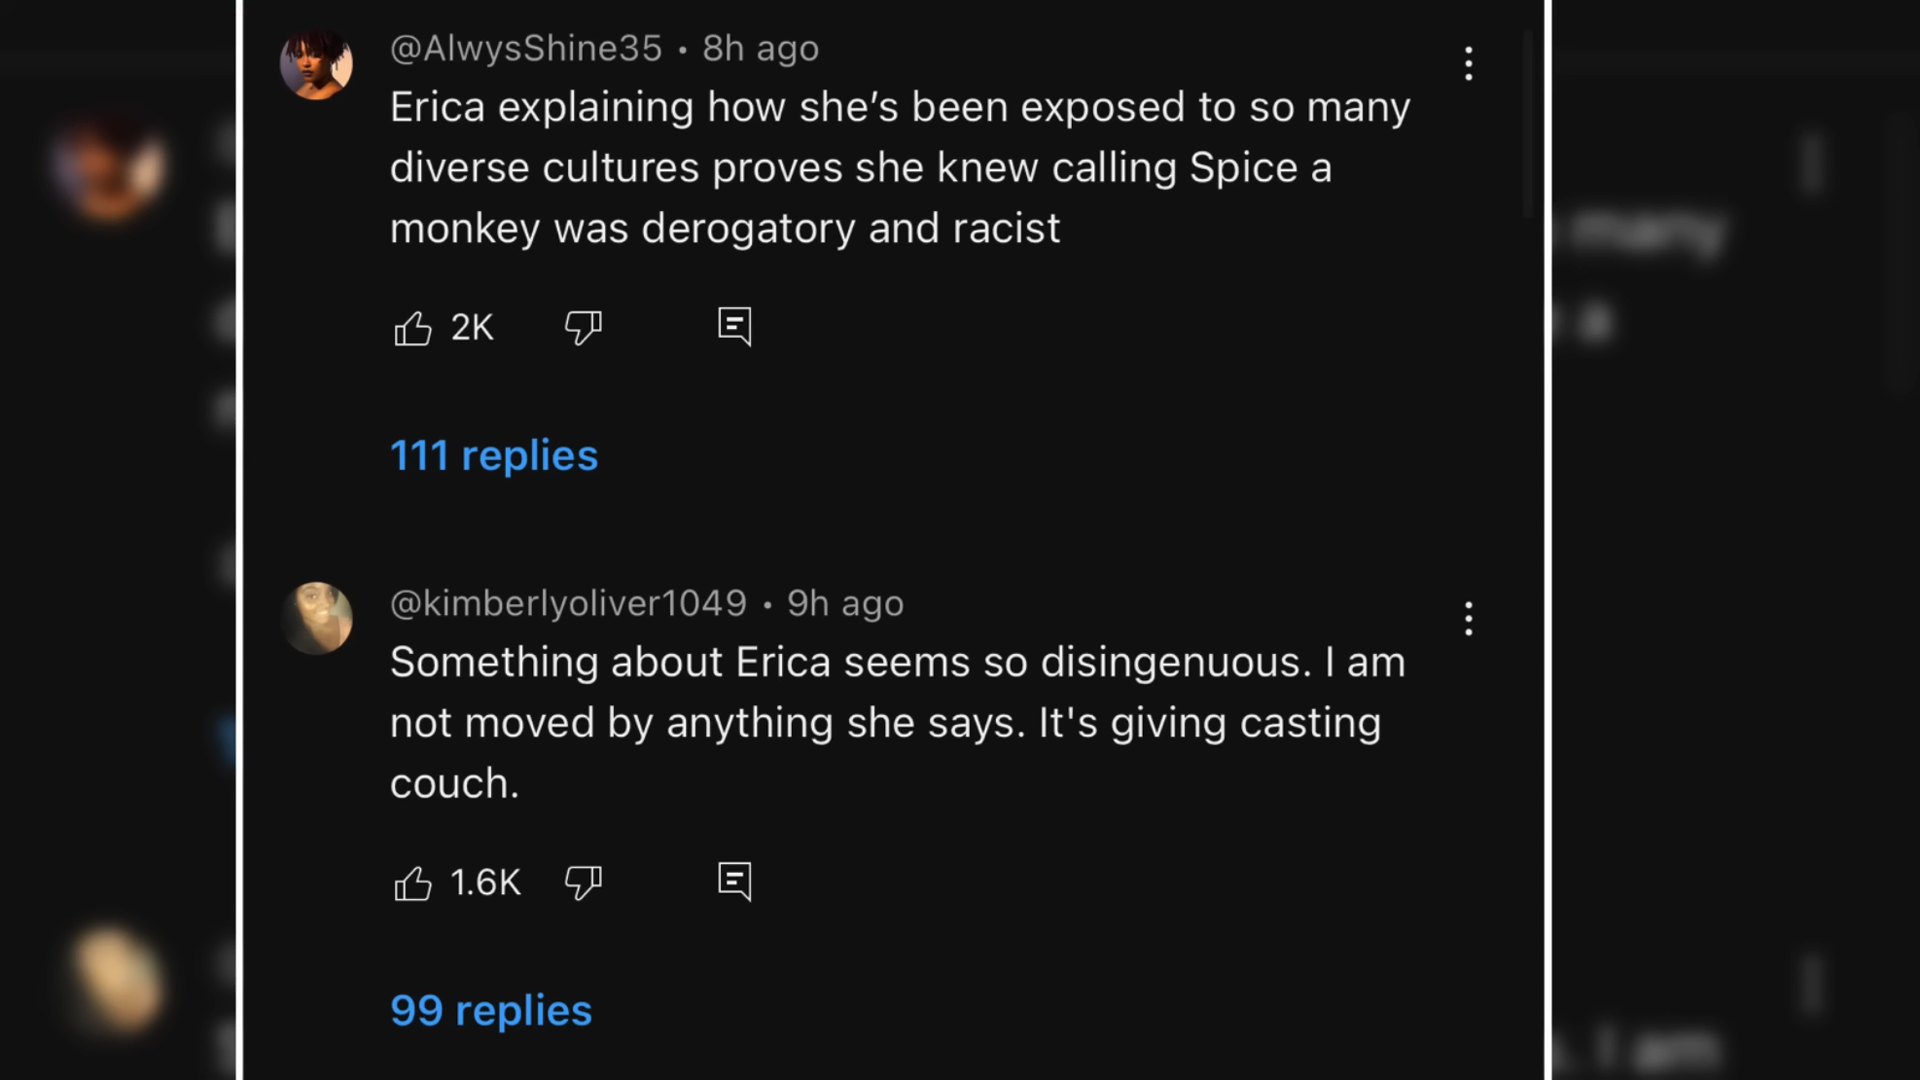 @AlwysShine35 • 8h ago
Erica explaining how she’s been exposed to so many
diverse cultures proves she knew calling Spice a
monkey was derogatory and racist
2K
111 replies
@kimberlyoliver1049 • 9h ago
Something about Erica seems so disingenuous. I am
not moved by anything she says. It's giving casting
couch.
1.6K
99 replies
many
a
. I am